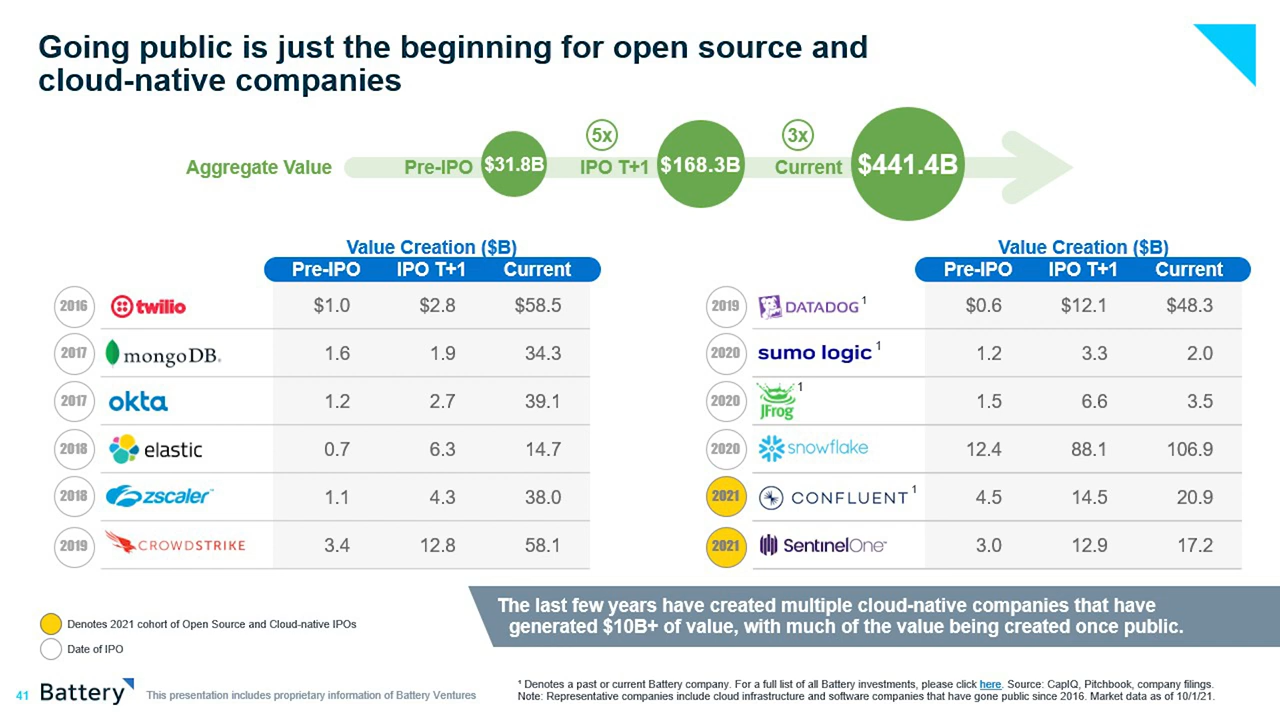 Going public is just the beginning for open source and
cloud-native companies
Aggregate Value Pre-IPO $31.8B 5x IPO T+1 $168.3B 3x Current $441.4B
Value Creation ($B)
Pre-IPO IPO T+1 Current
2016 twilio $1.0 $2.8 $58.5
2017 mongoDB. 1.6 1.9 34.3
2017 okta 1.2 2.7 39.1
2018 elastic 0.7 6.3 14.7
2018 zscaler™ 1.1 4.3 38.0
2019 CROWDSTRIKE 3.4 12.8 58.1
Value Creation ($B)
Pre-IPO IPO T+1 Current
2019 DATADOG¹ $0.6 $12.1 $48.3
2020 sumo logic¹ 1.2 3.3 2.0
2020 JFrog¹ 1.5 6.6 3.5
2020 snowflake 12.4 88.1 106.9
2021 CONFLUENT¹ 4.5 14.5 20.9
2021 SentinelOne™ 3.0 12.9 17.2
The last few years have created multiple cloud-native companies that have
generated $10B+ of value, with much of the value being created once public.
Denotes 2021 cohort of Open Source and Cloud-native IPOs
Date of IPO
41 Battery This presentation includes proprietary information of Battery Ventures
¹ Denotes a past or current Battery company. For a full list of all Battery investments, please click here. Source: CapIQ, Pitchbook, company filings.
Note: Representative companies include cloud infrastructure and software companies that have gone public since 2016. Market data as of 10/1/21.